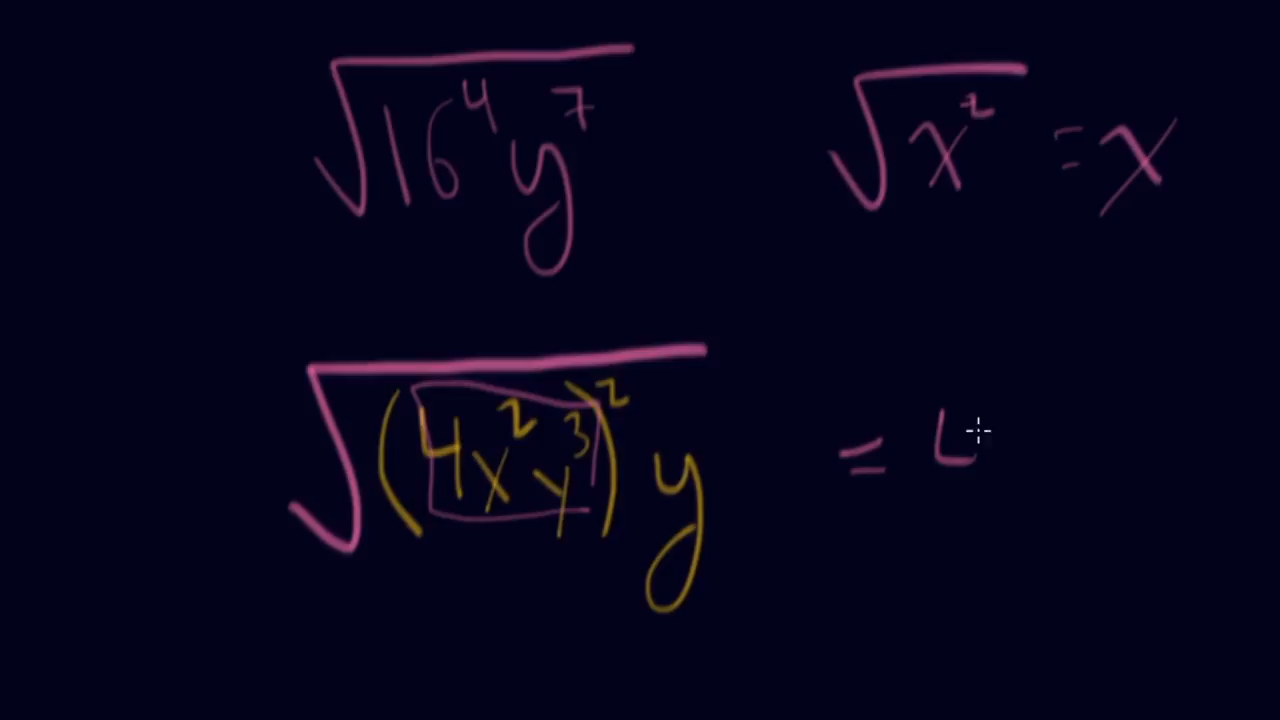 √16⁴y⁷
√x² = x
√(4x²y³)²y = 4